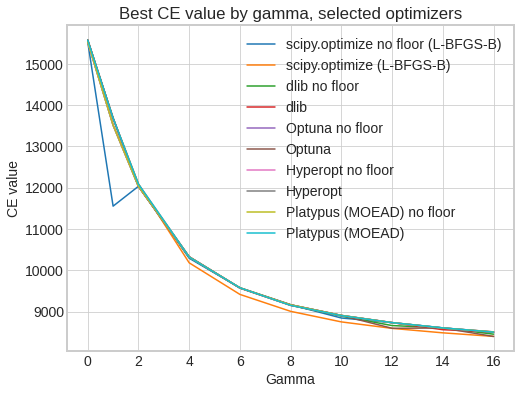 Best CE value by gamma, selected optimizers
CE value
15000
14000
13000
12000
11000
10000
9000
scipy.optimize no floor (L-BFGS-B)
scipy.optimize (L-BFGS-B)
dlib no floor
dlib
Optuna no floor
Optuna
Hyperopt no floor
Hyperopt
Platypus (MOEAD) no floor
Platypus (MOEAD)
0 2 4 6 8 10 12 14 16
Gamma